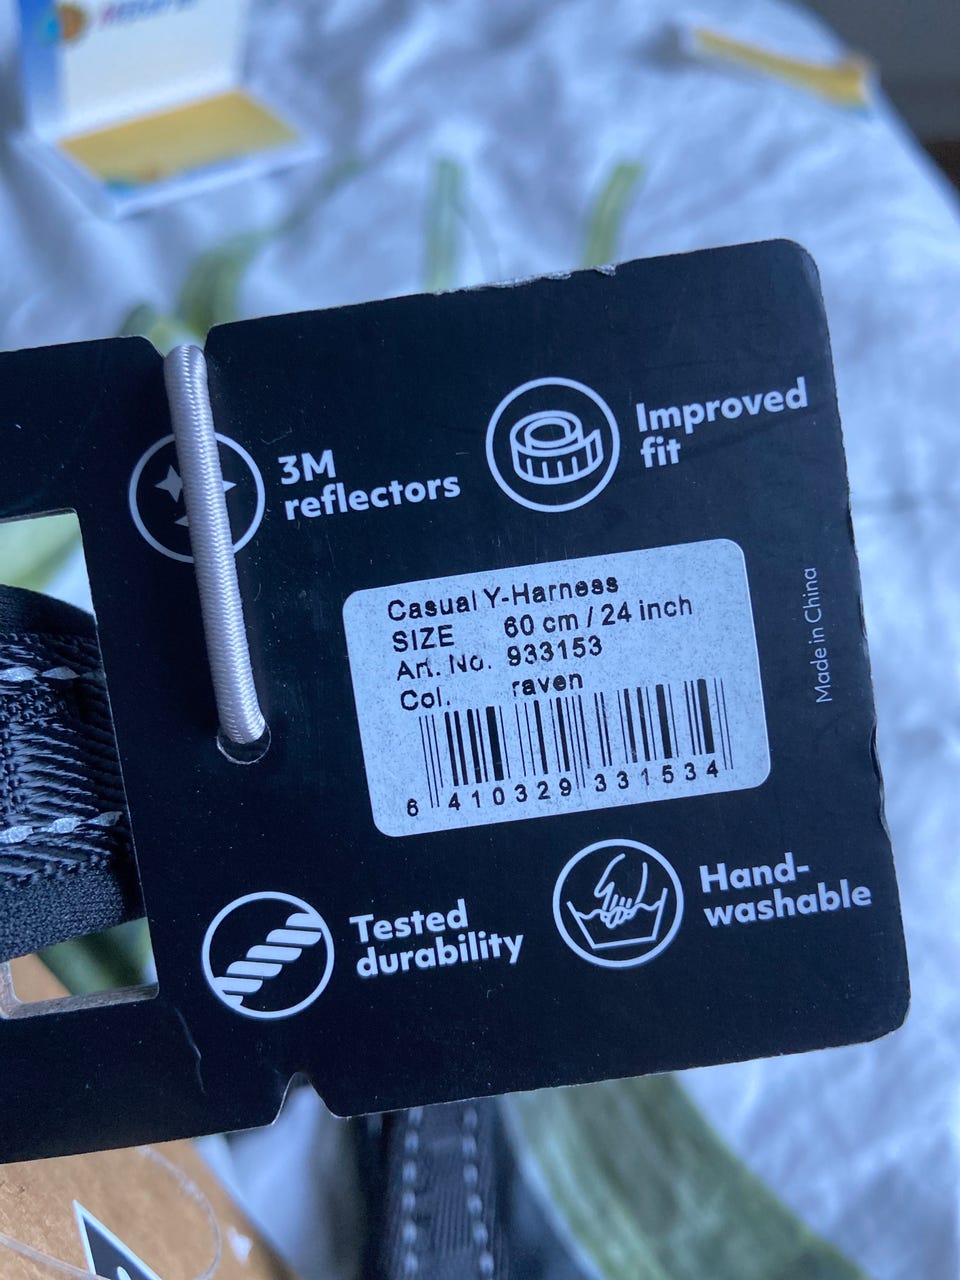 3M
reflectors
Improved
fit
Casual Y-Harness
SIZE 60 cm / 24 inch
Art. No. 933153
Col. raven
6 410329 331534
Made in China
Tested
durability
Hand-
washable